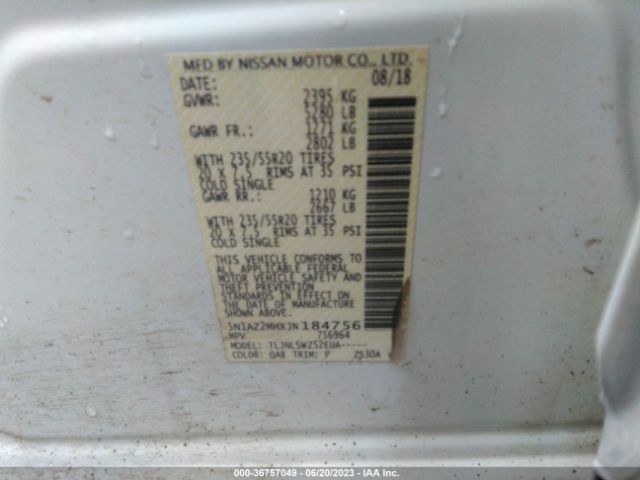 MFD BY NISSAN MOTOR CO., LTD.
DATE: 08/18
GVWR: 2395 KG
5280 LB
GAWR FR.: 1271 KG
2802 LB
WITH 235/55R20 TIRES
20 X 7.5 RIMS AT 35 PSI
COLD SINGLE
GAWR RR.: 1210 KG
2667 LB
WITH 235/55R20 TIRES
20 X 7.5 RIMS AT 35 PSI
COLD SINGLE
THIS VEHICLE CONFORMS TO
ALL APPLICABLE FEDERAL
MOTOR VEHICLE SAFETY AND
THEFT PREVENTION
STANDARDS IN EFFECT ON
THE DATE OF MANUFACTURE
SHOWN ABOVE.
5N1AZ2MHXJN184756
MPV 756964
MODEL: TLJNLSWZ52EUA-----
COLOR: QAB TRIM: P Z530A
000-36757049 - 06/20/2023 - IAA Inc.